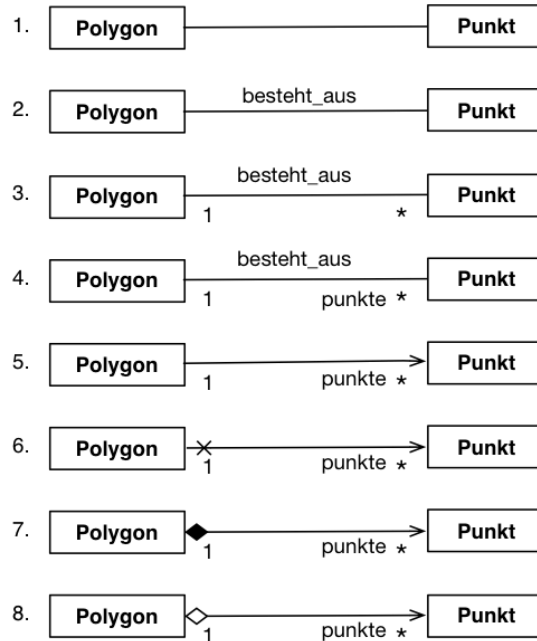 1. Polygon Punkt
besteht_aus
2. Polygon Punkt
besteht_aus
3. Polygon Punkt
1 *
besteht_aus
4. Polygon Punkt
1 punkte *
5. Polygon Punkt
1 punkte *
6. Polygon Punkt
1 punkte *
7. Polygon Punkt
1 punkte *
8. Polygon Punkt
1 punkte *